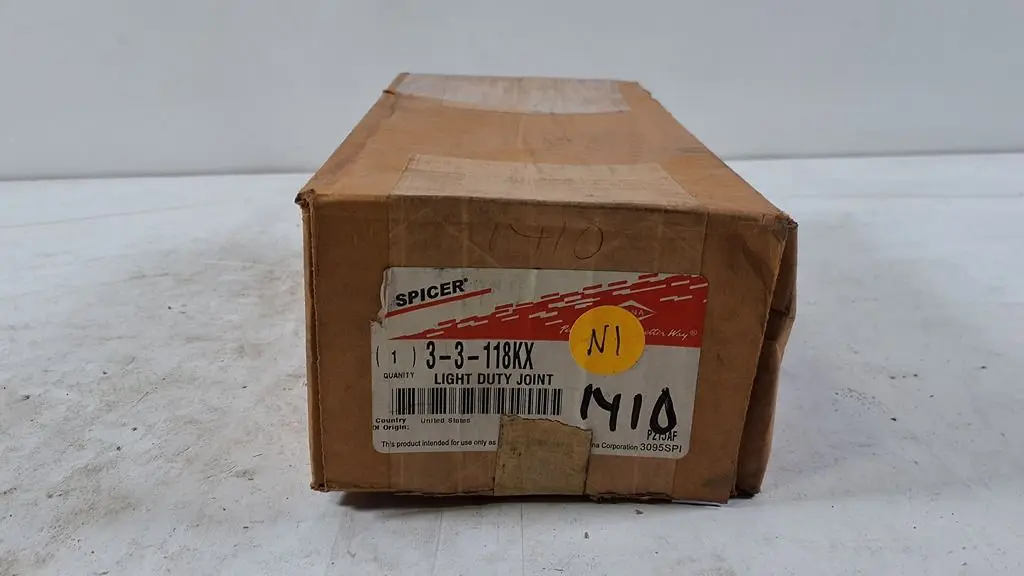 1410
SPICER®
Way®
N1
( 1 ) 3-3-118KX
QUANTITY
LIGHT DUTY JOINT
1410
Country
Of Origin:
United States
This product intended for use only as
Corporation 3095SPI